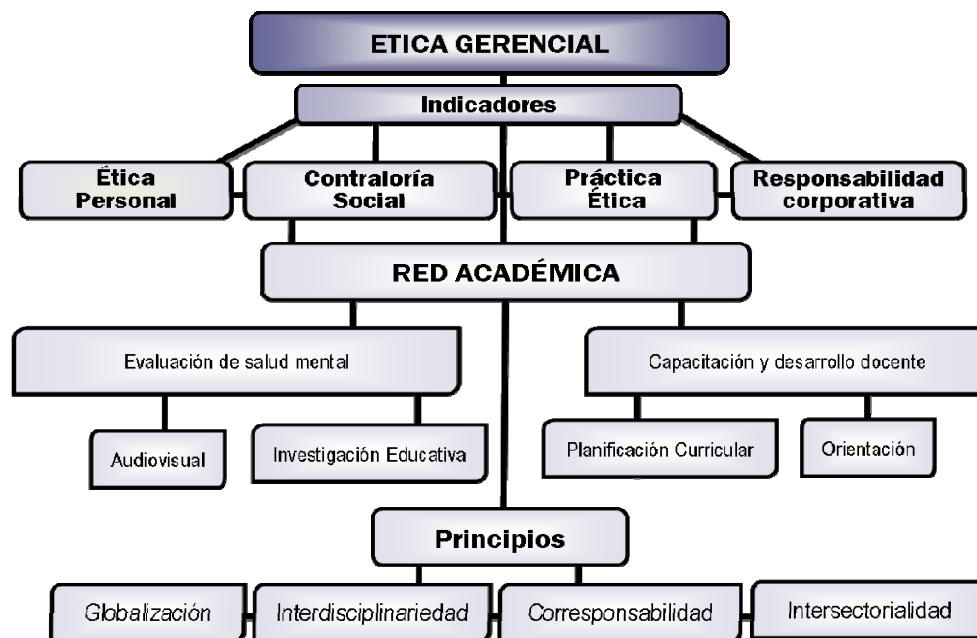 ETICA GERENCIAL
Indicadores
Ética
Personal
Contraloría
Social
Práctica
Ética
Responsabilidad
corporativa
RED ACADÉMICA
Evaluación de salud mental
Capacitación y desarrollo docente
Audiovisual
Investigación Educativa
Planificación Curricular
Orientación
Principios
Globalización
Interdisciplinariedad
Corresponsabilidad
Intersectorialidad